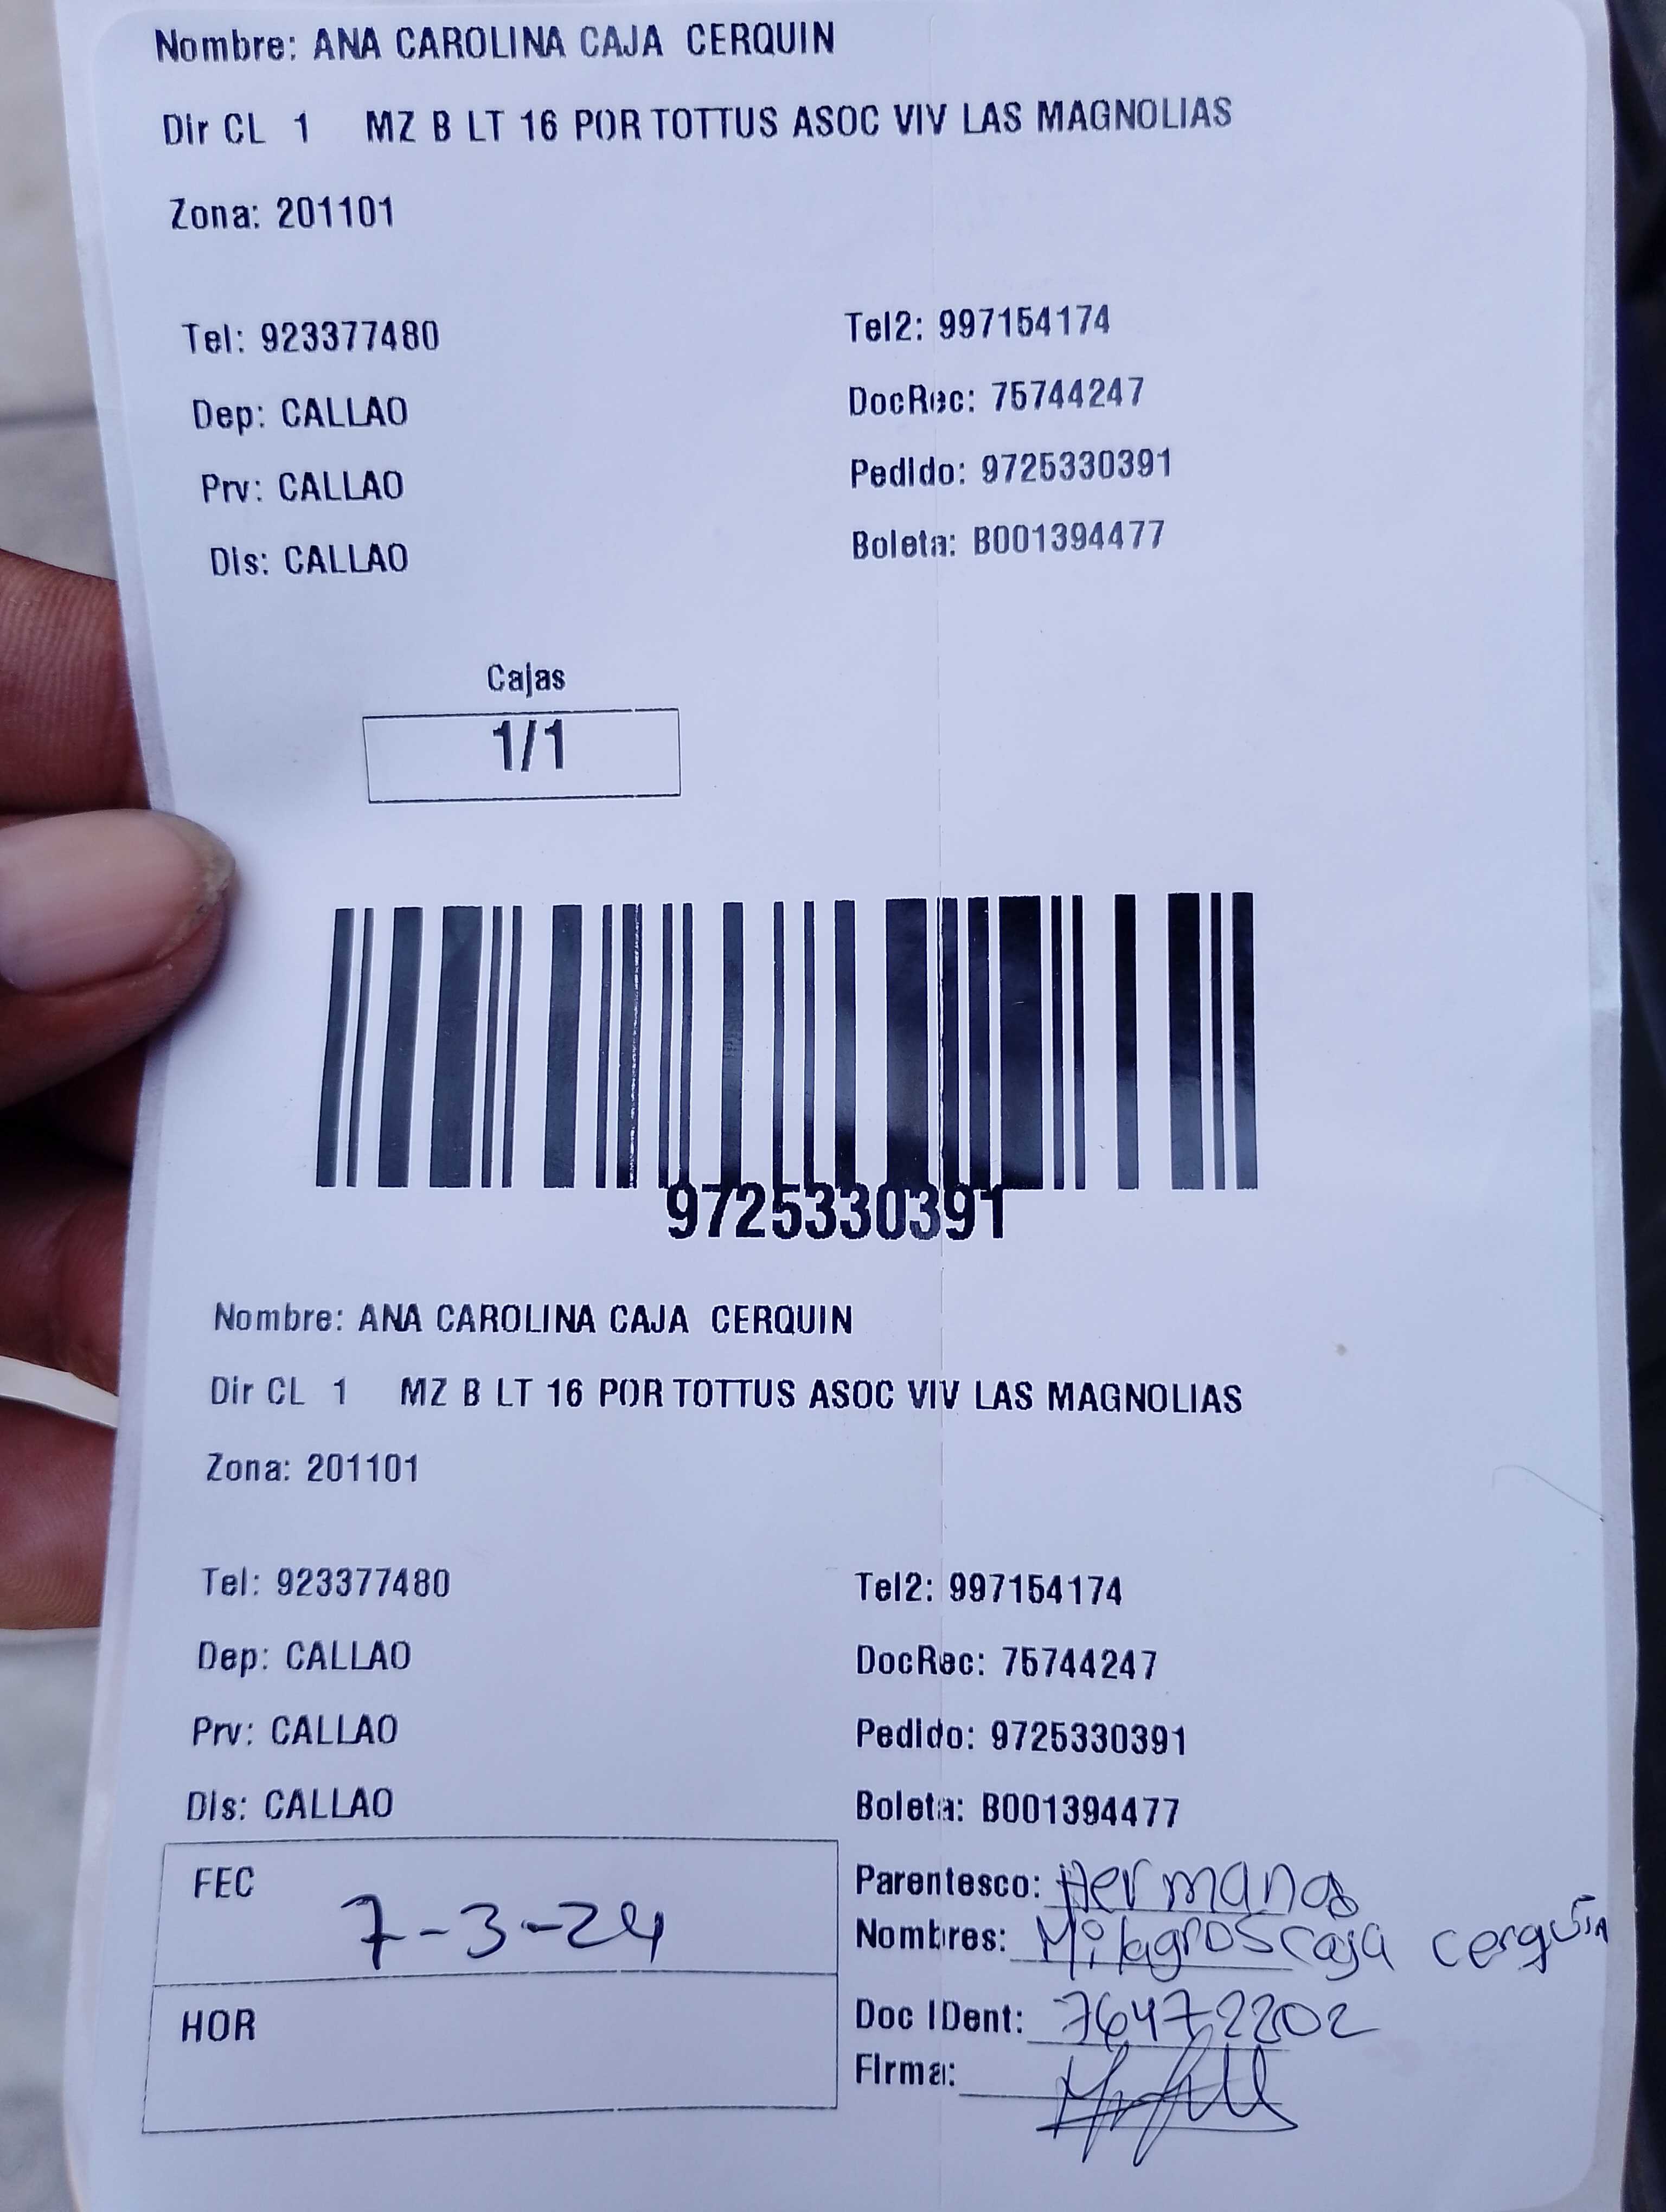 Nombre: ANA CAROLINA CAJA CERQUIN
Dir CL 1 MZ B LT 16 POR TOTTUS ASOC VIV LAS MAGNOLIAS
Zona: 201101
Tel: 923377480 Tel2: 997154174
Dep: CALLAO DocRec: 75744247
Prv: CALLAO Pedido: 9725330391
Dis: CALLAO Boleta: B001394477
Cajas
1/1
9725330391
Nombre: ANA CAROLINA CAJA CERQUIN
Dir CL 1 MZ B LT 16 POR TOTTUS ASOC VIV LAS MAGNOLIAS
Zona: 201101
Tel: 923377480 Tel2: 997154174
Dep: CALLAO DocRec: 75744247
Prv: CALLAO Pedido: 9725330391
Dis: CALLAO Boleta: B001394477
FEC 7-3-24
HOR
Parentesco: Hermana
Nombres: Milagros caja cerquín
Doc IDent: 76472202
Firma: